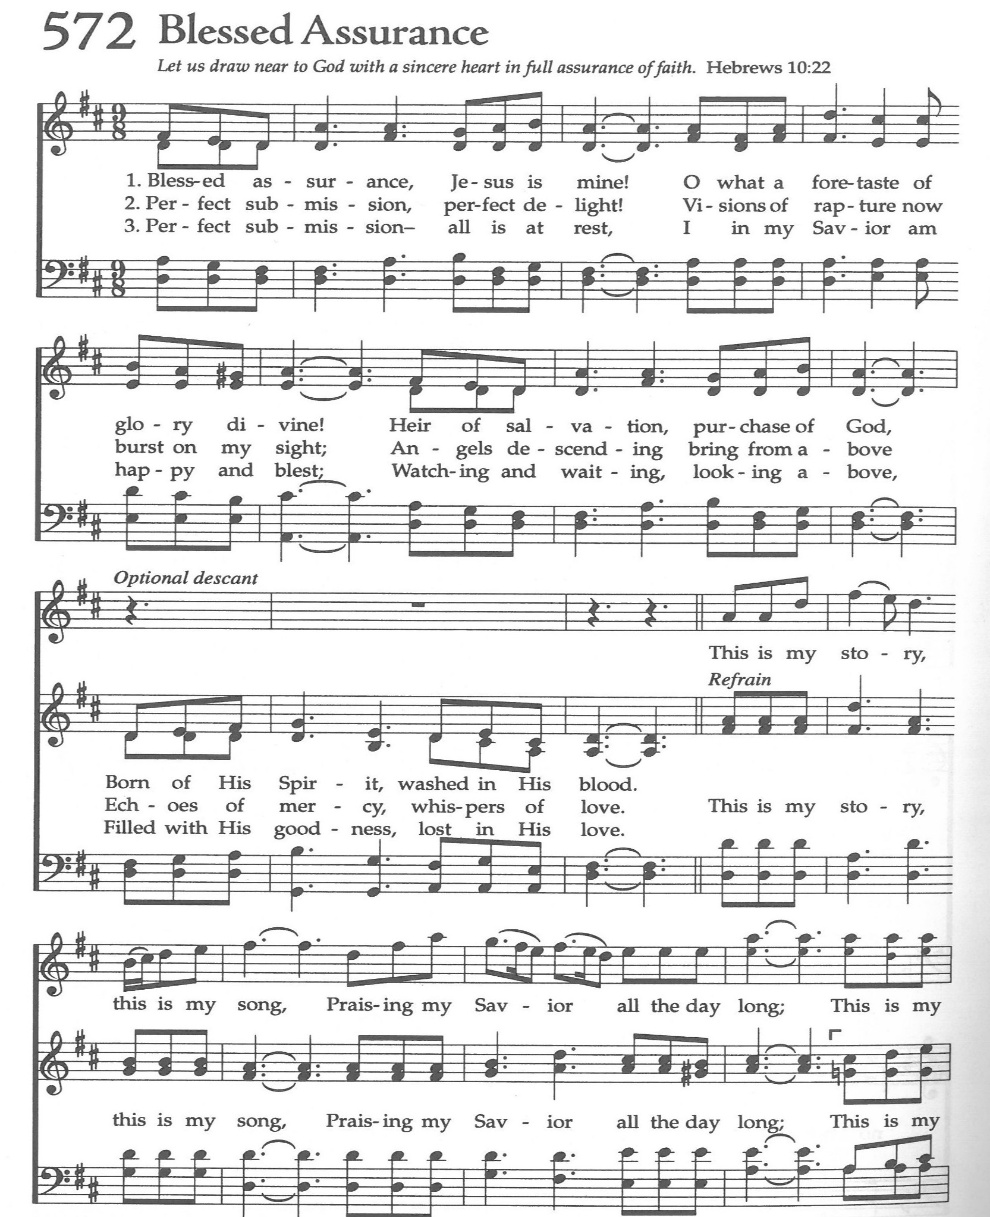 572 Blessed Assurance
Let us draw near to God with a sincere heart in full assurance of faith. Hebrews 10:22
1. Bless-ed as - sur - ance, Je - sus is mine! O what a fore-taste of
2. Per - fect sub - mis - sion, per-fect de - light! Vi - sions of rap - ture now
3. Per - fect sub - mis - sion– all is at rest, I in my Sav - ior am
glo - ry di - vine! Heir of sal - va - tion, pur - chase of God,
burst on my sight; An - gels de - scend - ing bring from a - bove
hap - py and blest; Watch-ing and wait - ing, look - ing a - bove,
Optional descant
This is my sto - ry,
Refrain
Born of His Spir - it, washed in His blood.
Ech - oes of mer - cy, whis-pers of love. This is my sto - ry,
Filled with His good - ness, lost in His love.
this is my song, Prais-ing my Sav - ior all the day long; This is my
this is my song, Prais-ing my Sav - ior all the day long; This is my